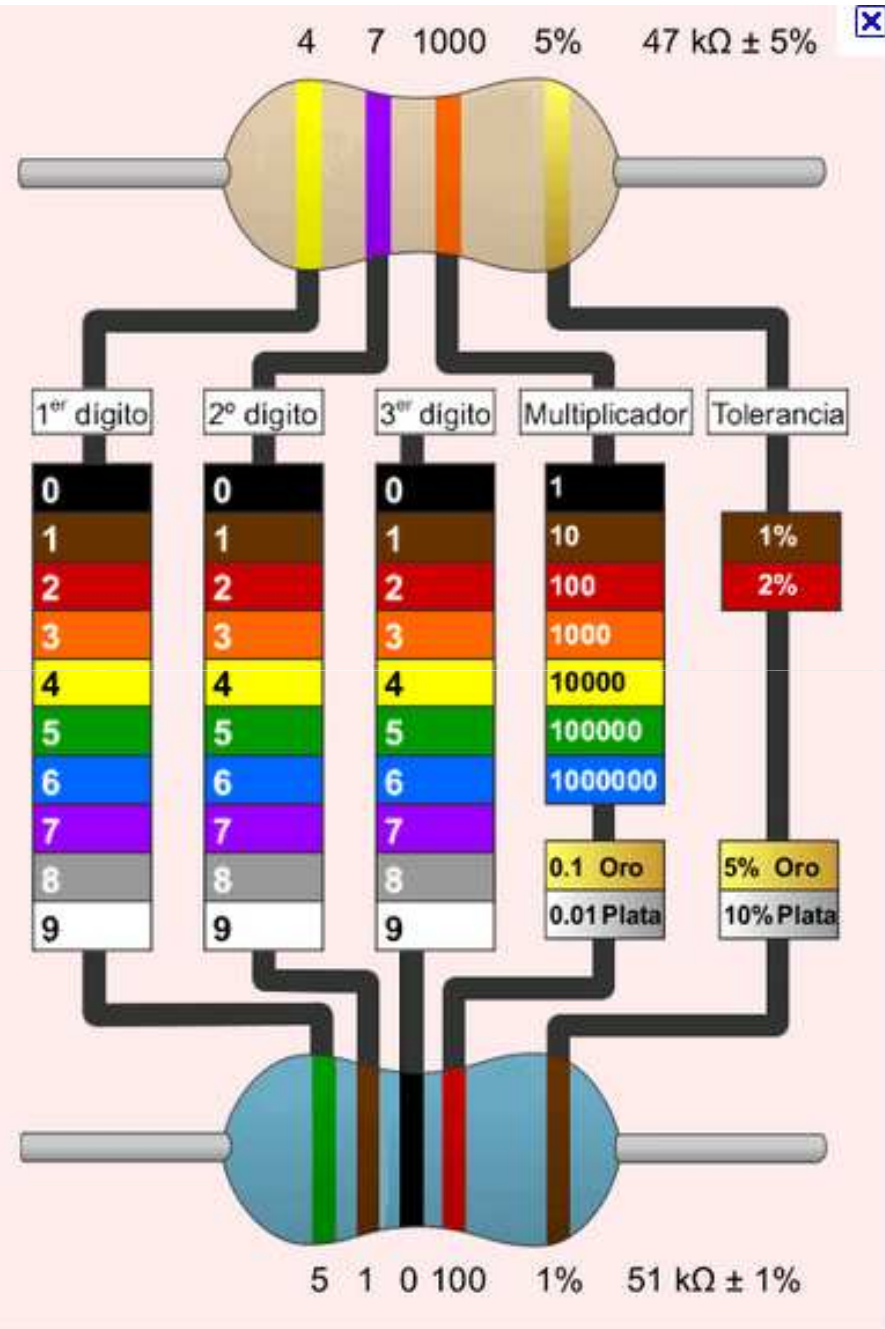 4 7 1000 5% 47 kΩ ± 5%
1er dígito 2º dígito 3er dígito Multiplicador Tolerancia
0 0 0 1
1 1 1 10 1%
2 2 2 100 2%
3 3 3 1000
4 4 4 10000
5 5 5 100000
6 6 6 1000000
7 7 7
8 8 8 0.1 Oro 5% Oro
9 9 9 0.01 Plata 10% Plata
5 1 0 100 1% 51 kΩ ± 1%